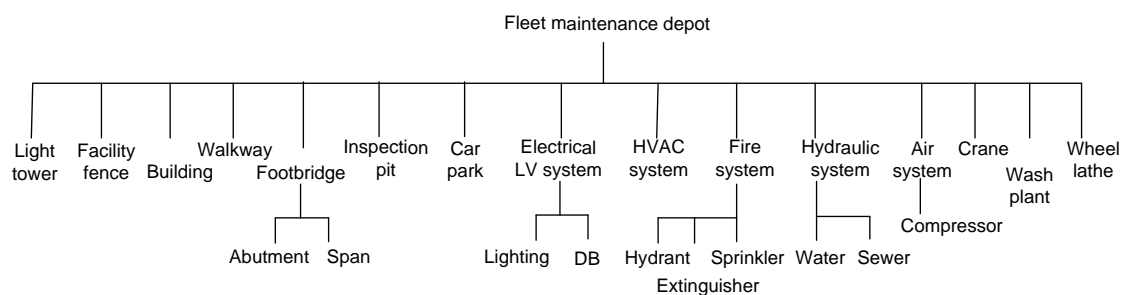 Fleet maintenance depot
Light
tower
Facility
fence
Building
Walkway
Footbridge
Inspection
pit
Car
park
Electrical
LV system
HVAC
system
Fire
system
Hydraulic
system
Air
system
Crane
Wash
plant
Wheel
lathe
Abutment
Span
Lighting
DB
Hydrant
Extinguisher
Sprinkler
Water
Sewer
Compressor